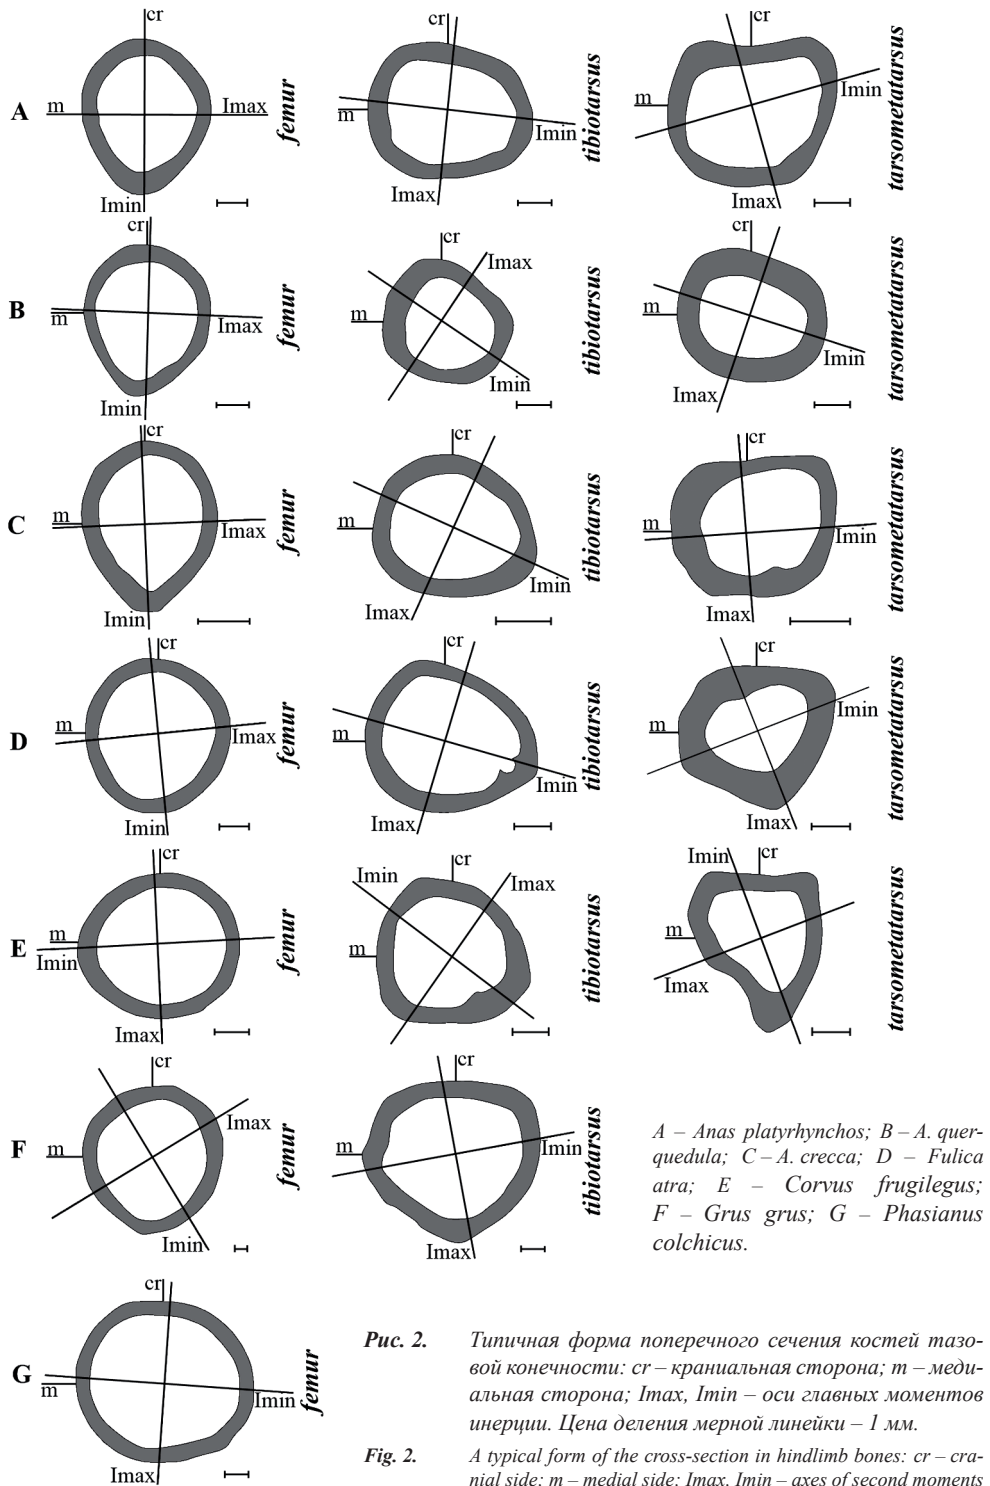 cr
m
Imax
Imin
A
femur
cr
m
Imin
Imax
tibiotarsus
cr
m
Imin
Imax
tarsometatarsus
cr
m
Imax
Imin
B
femur
cr
Imax
m
Imin
tibiotarsus
cr
m
Imin
Imax
tarsometatarsus
cr
m
Imax
Imin
C
femur
cr
m
Imin
Imax
tibiotarsus
cr
m
Imin
Imax
tarsometatarsus
cr
m
Imax
Imin
D
femur
cr
m
Imin
Imax
tibiotarsus
cr
m
Imin
Imax
tarsometatarsus
cr
m
Imin
Imax
E
femur
cr
Imin
Imax
m
tibiotarsus
Imin
cr
m
Imax
tarsometatarsus
cr
Imax
m
Imin
F
femur
cr
m
Imin
Imax
tibiotarsus
A – Anas platyrhynchos; B – A. quer-
quedula; C – A. crecca; D – Fulica
atra; E – Corvus frugilegus;
F – Grus grus; G – Phasianus
colchicus.
cr
G
m
Imin
Imax
femur
Рис. 2. Типичная форма поперечного сечения костей тазо-
вой конечности: cr – краниальная сторона; m – меди-
альная сторона; Imax, Imin – оси главных моментов
инерции. Цена деления мерной линейки – 1 мм.
Fig. 2. A typical form of the cross-section in hindlimb bones: cr – cra-
nial side; m – medial side; Imax, Imin – axes of second moments